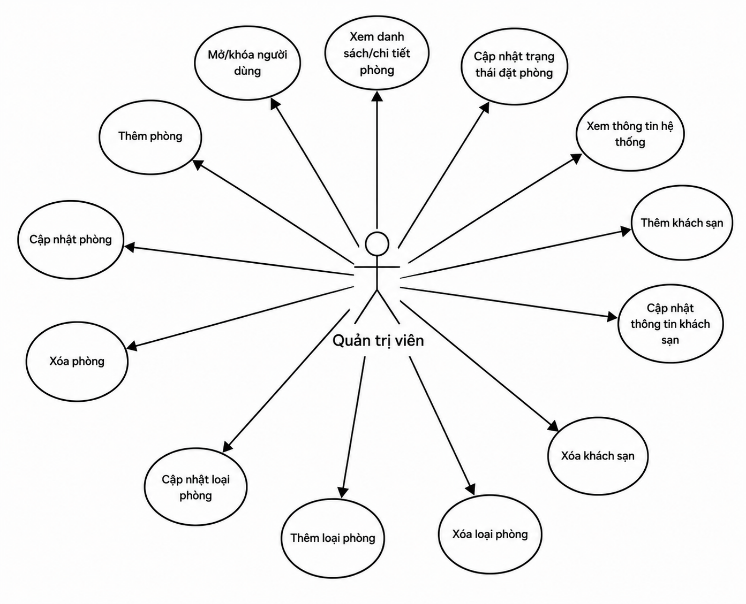 Xem danh
sách/chi tiết
phòng
Mở/khóa người
dùng
Cập nhật trạng
thái đặt phòng
Thêm phòng
Xem thông tin hệ
thống
Cập nhật phòng
Thêm khách sạn
Cập nhật
thông tin khách
sạn
Quản trị viên
Xóa phòng
Xóa khách sạn
Cập nhật loại
phòng
Thêm loại phòng
Xóa loại phòng